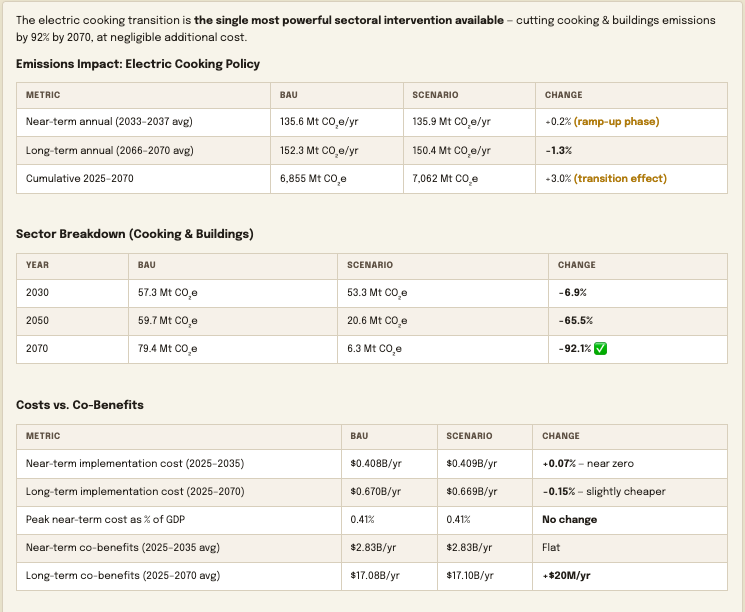 The electric cooking transition is the single most powerful sectoral intervention available – cutting cooking & buildings emissions
by 92% by 2070, at negligible additional cost.
Emissions Impact: Electric Cooking Policy
METRIC BAU SCENARIO CHANGE
Near-term annual (2033–2037 avg) 135.6 Mt CO₂e/yr 135.9 Mt CO₂e/yr +0.2% (ramp-up phase)
Long-term annual (2066–2070 avg) 152.3 Mt CO₂e/yr 150.4 Mt CO₂e/yr −1.3%
Cumulative 2025–2070 6,855 Mt CO₂e 7,062 Mt CO₂e +3.0% (transition effect)
Sector Breakdown (Cooking & Buildings)
YEAR BAU SCENARIO CHANGE
2030 57.3 Mt CO₂e 53.3 Mt CO₂e −6.9%
2050 59.7 Mt CO₂e 20.6 Mt CO₂e −65.5%
2070 79.4 Mt CO₂e 6.3 Mt CO₂e −92.1% ✅
Costs vs. Co-Benefits
METRIC BAU SCENARIO CHANGE
Near-term implementation cost (2025–2035) $0.408B/yr $0.409B/yr +0.07% – near zero
Long-term implementation cost (2025–2070) $0.670B/yr $0.669B/yr −0.15% – slightly cheaper
Peak near-term cost as % of GDP 0.41% 0.41% No change
Near-term co-benefits (2025–2035 avg) $2.83B/yr $2.83B/yr Flat
Long-term co-benefits (2025–2070 avg) $17.08B/yr $17.10B/yr +$20M/yr